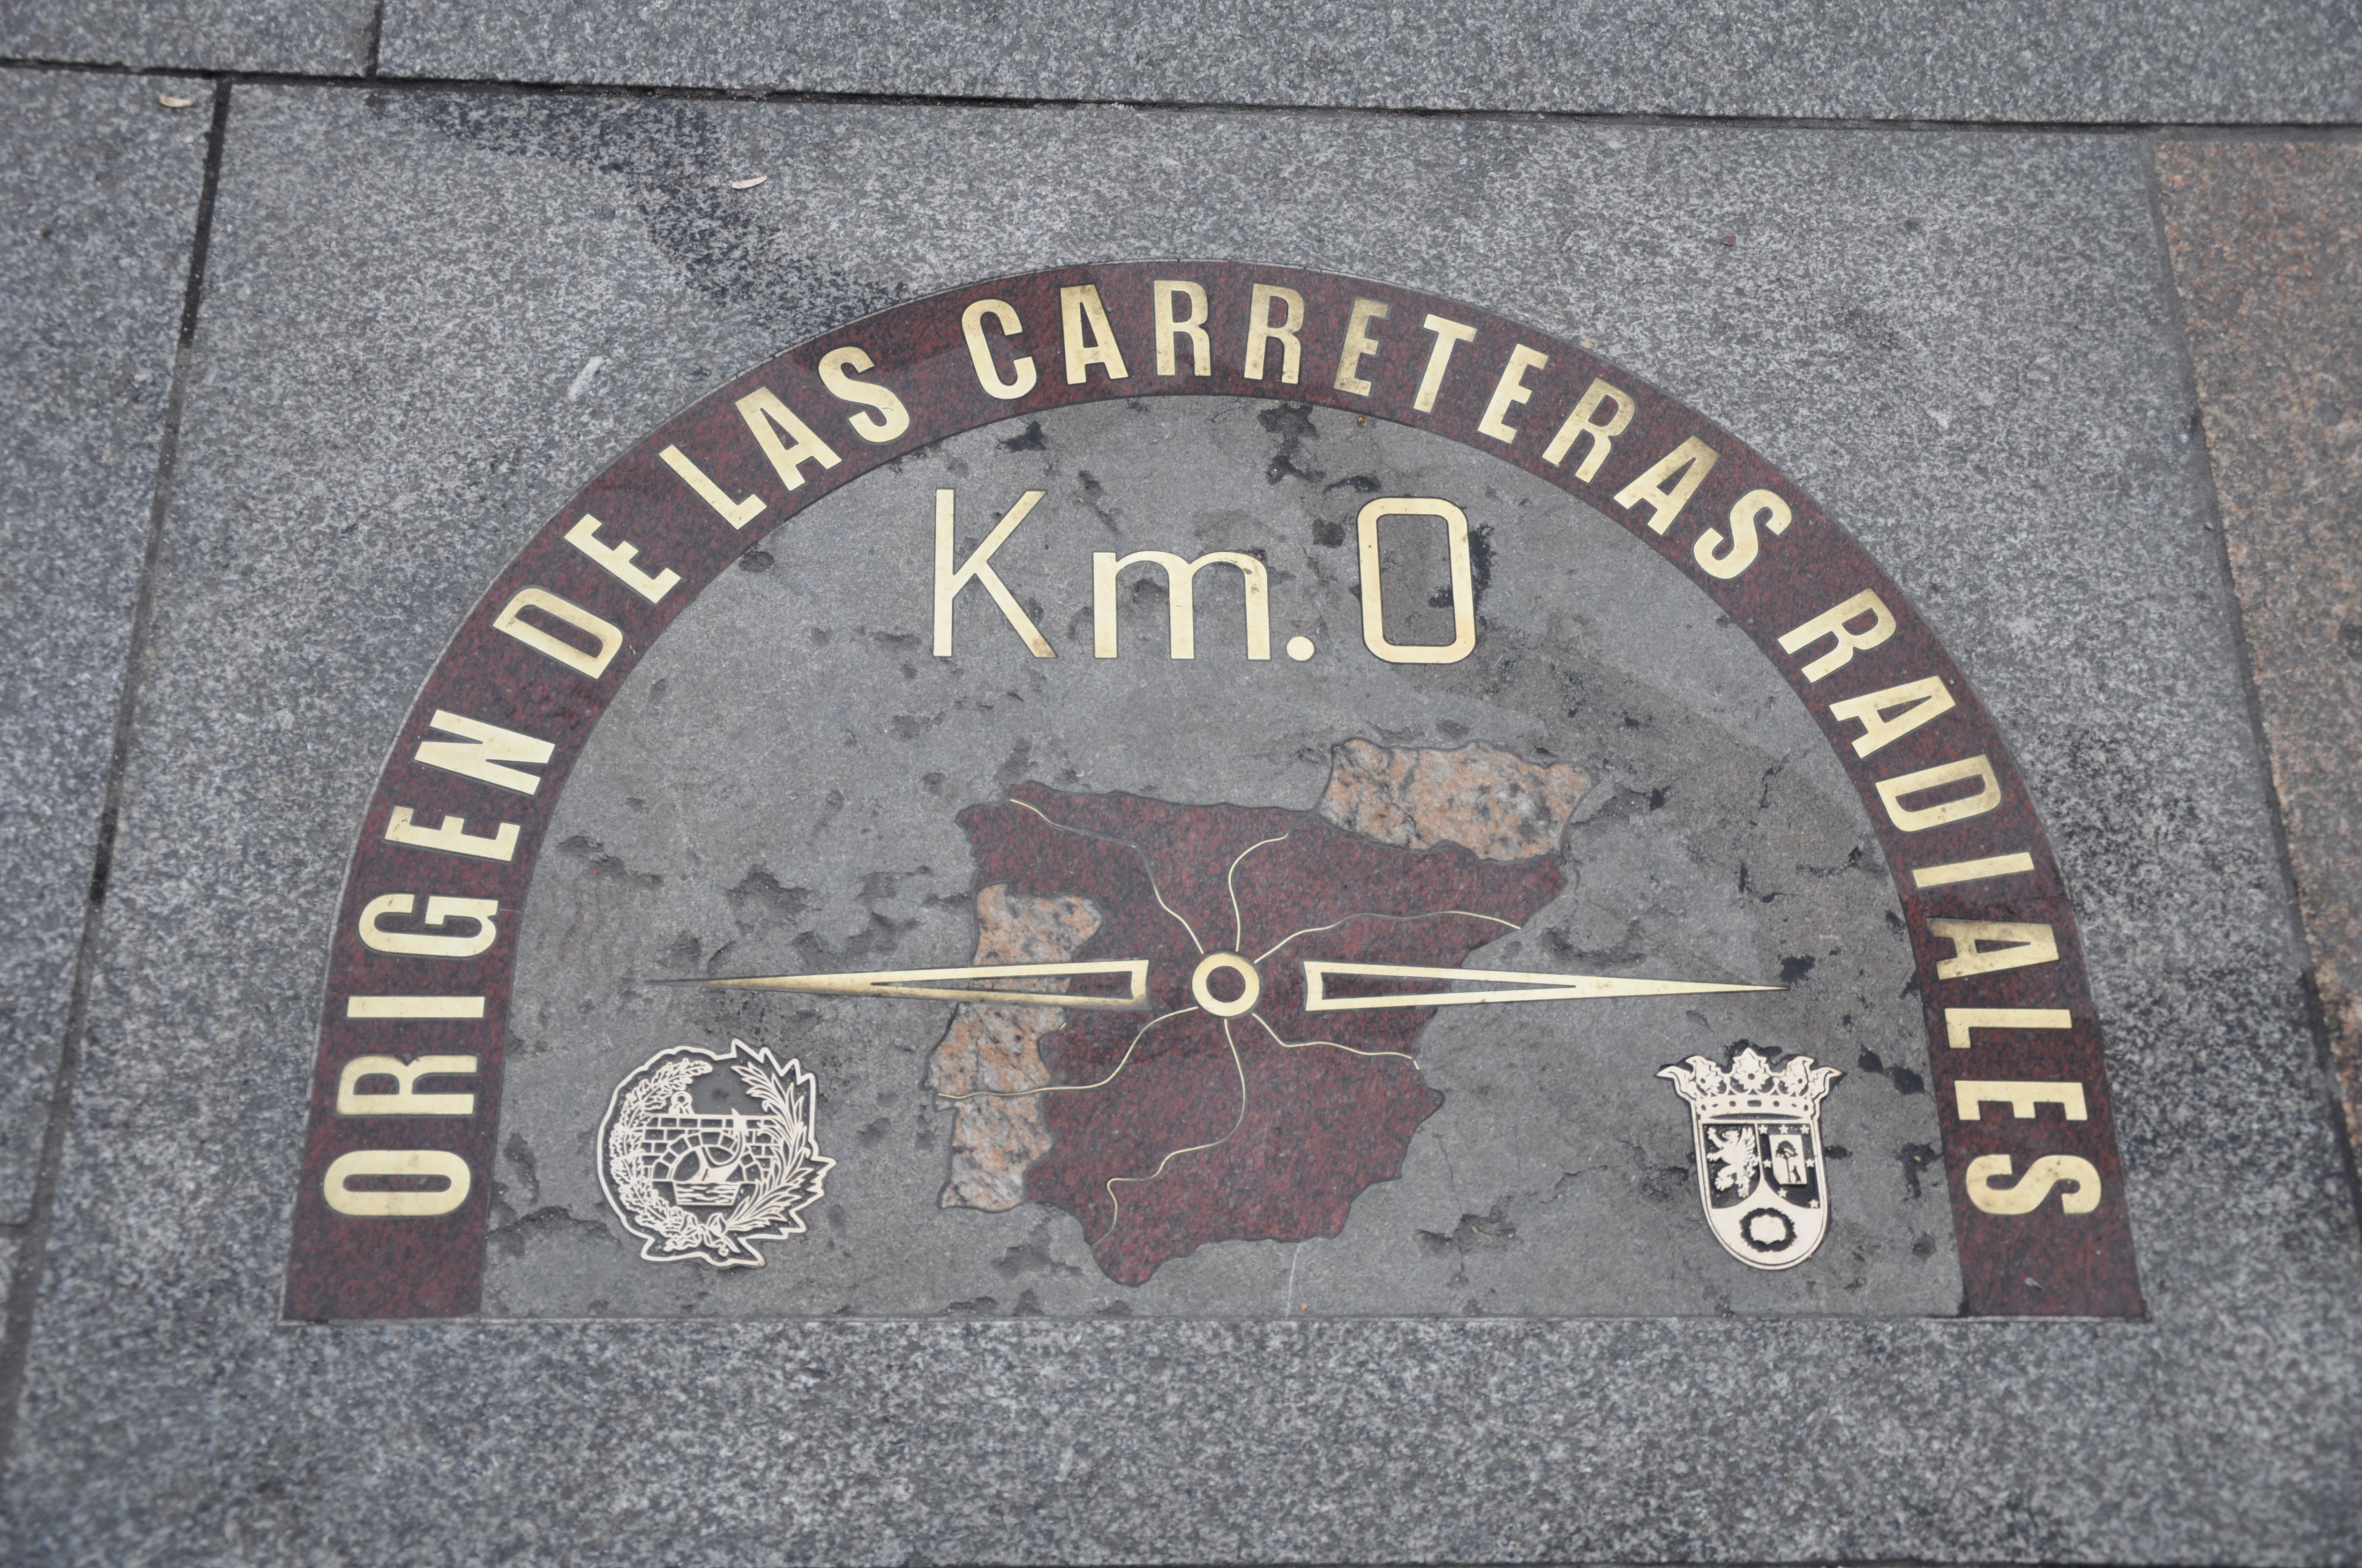 ORIGEN DE LAS CARRETERAS RADIALES
Km. 0